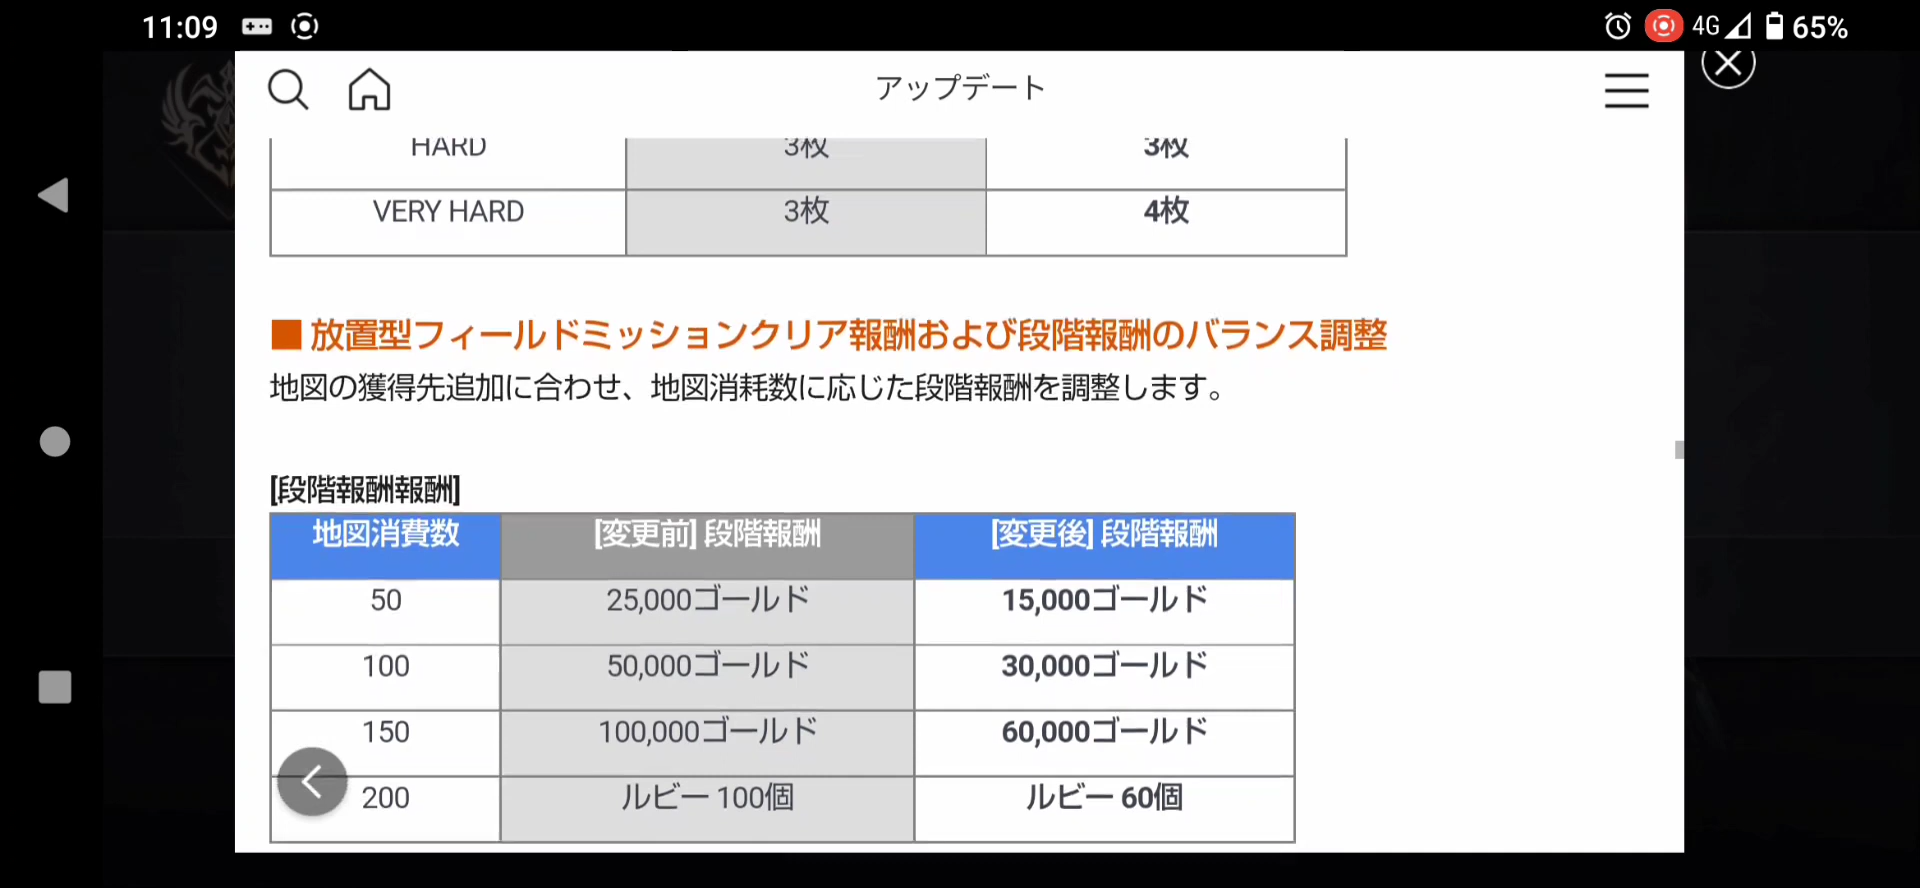 11:09
4G 65%
アップデート
HARD 3枚 3枚
VERY HARD 3枚 4枚
■ 放置型フィールドミッションクリア報酬および段階報酬のバランス調整
地図の獲得先追加に合わせ、地図消耗数に応じた段階報酬を調整します。
[段階報酬報酬]
地図消費数 [変更前] 段階報酬 [変更後] 段階報酬
50 25,000ゴールド 15,000ゴールド
100 50,000ゴールド 30,000ゴールド
150 100,000ゴールド 60,000ゴールド
200 ルビー 100個 ルビー 60個